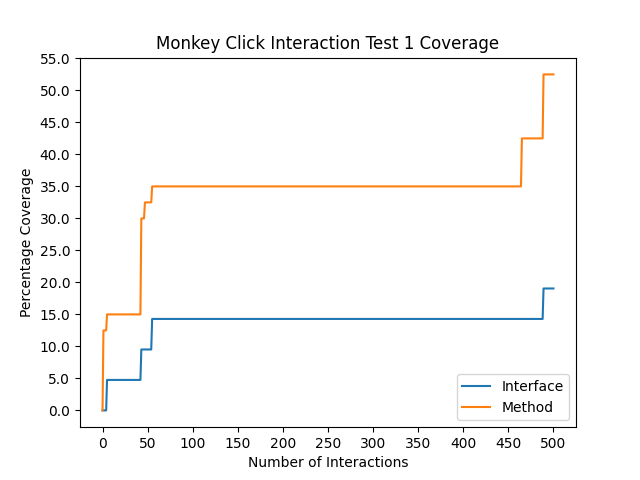 Monkey Click Interaction Test 1 Coverage
55.0
50.0
45.0
40.0
35.0
30.0
25.0
20.0
15.0
10.0
5.0
0.0
Percentage Coverage
Interface
Method
0 50 100 150 200 250 300 350 400 450 500
Number of Interactions